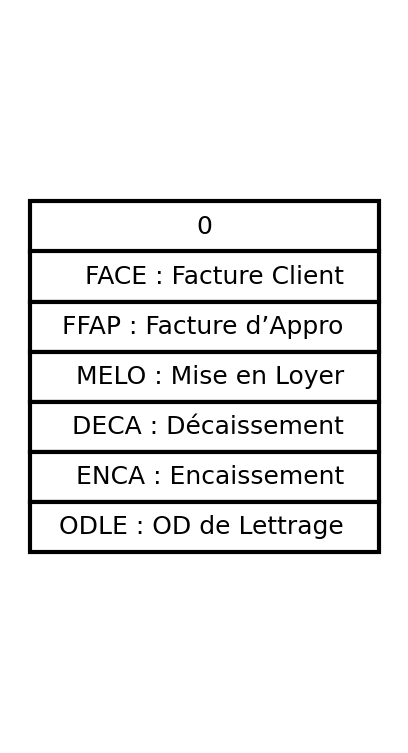 0
FACE : Facture Client
FFAP : Facture d’Appro
MELO : Mise en Loyer
DECA : Décaissement
ENCA : Encaissement
ODLE : OD de Lettrage